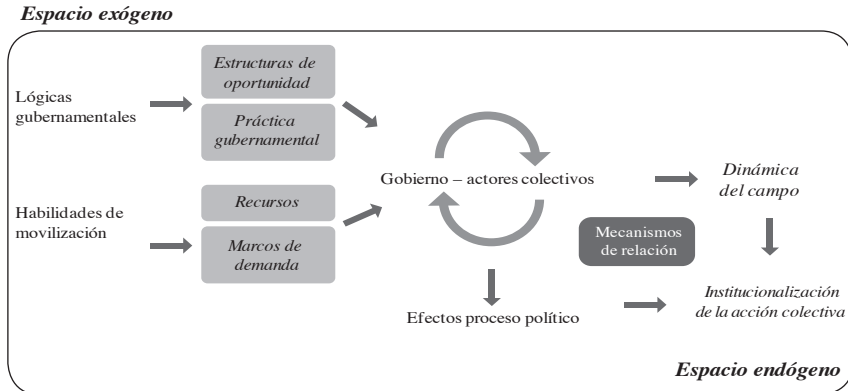 Espacio exógeno
Lógicas
gubernamentales
Estructuras de
oportunidad
Práctica
gubernamental
Habilidades de
movilización
Recursos
Marcos de
demanda
Gobierno – actores colectivos
Dinámica
del campo
Mecanismos
de relación
Efectos proceso político
Institucionalización
de la acción colectiva
Espacio endógeno